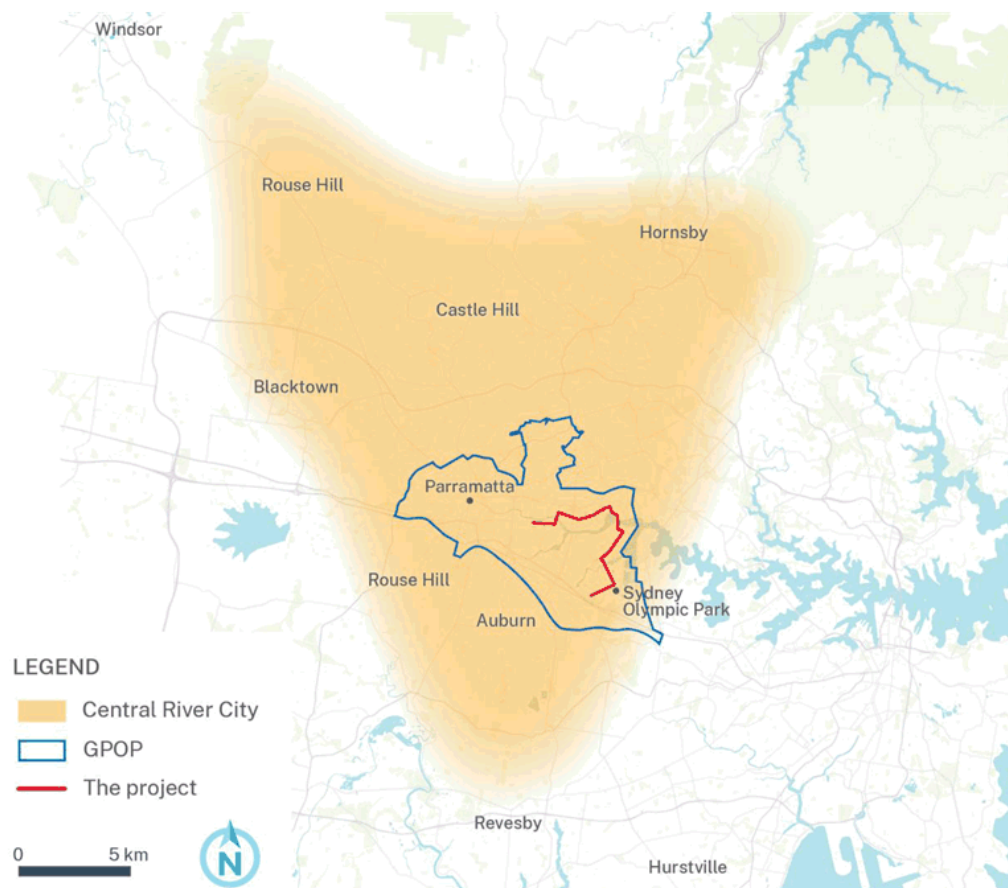 Windsor
Rouse Hill
Hornsby
Castle Hill
Blacktown
Parramatta
Rouse Hill
Sydney
Olympic Park
Auburn
LEGEND
Central River City
GPOP
The project
0 5 km
N
Revesby
Hurstville